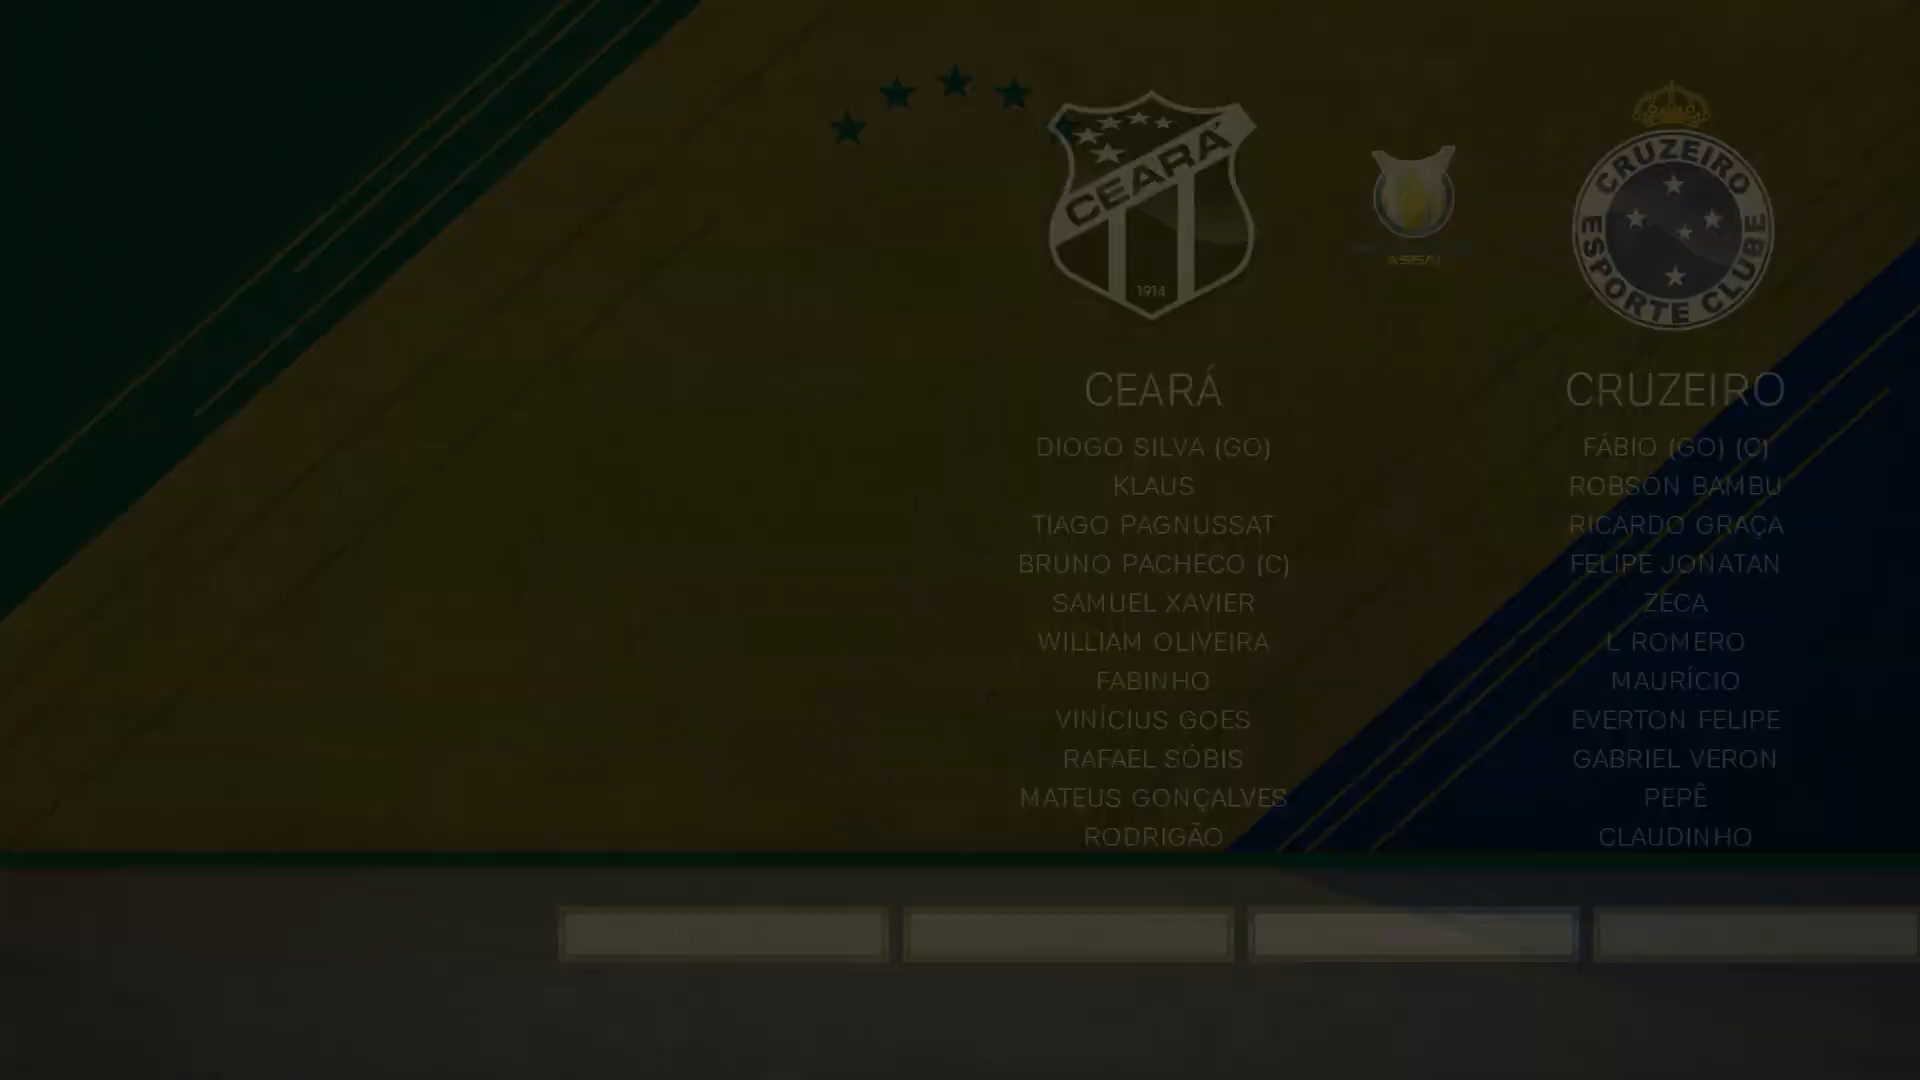 CEARÁ
1914
ASSAÍ
CRUZEIRO
ESPORTE CLUBE
CEARÁ
DIOGO SILVA (GO)
KLAUS
TIAGO PAGNUSSAT
BRUNO PACHECO (C)
SAMUEL XAVIER
WILLIAM OLIVEIRA
FABINHO
VINÍCIUS GOES
RAFAEL SÓBIS
MATEUS GONÇALVES
RODRIGÃO
CRUZEIRO
FÁBIO (GO) (C)
ROBSON BAMBU
RICARDO GRAÇA
FELIPE JONATAN
ZECA
L ROMERO
MAURÍCIO
EVERTON FELIPE
GABRIEL VERON
PEPÊ
CLAUDINHO